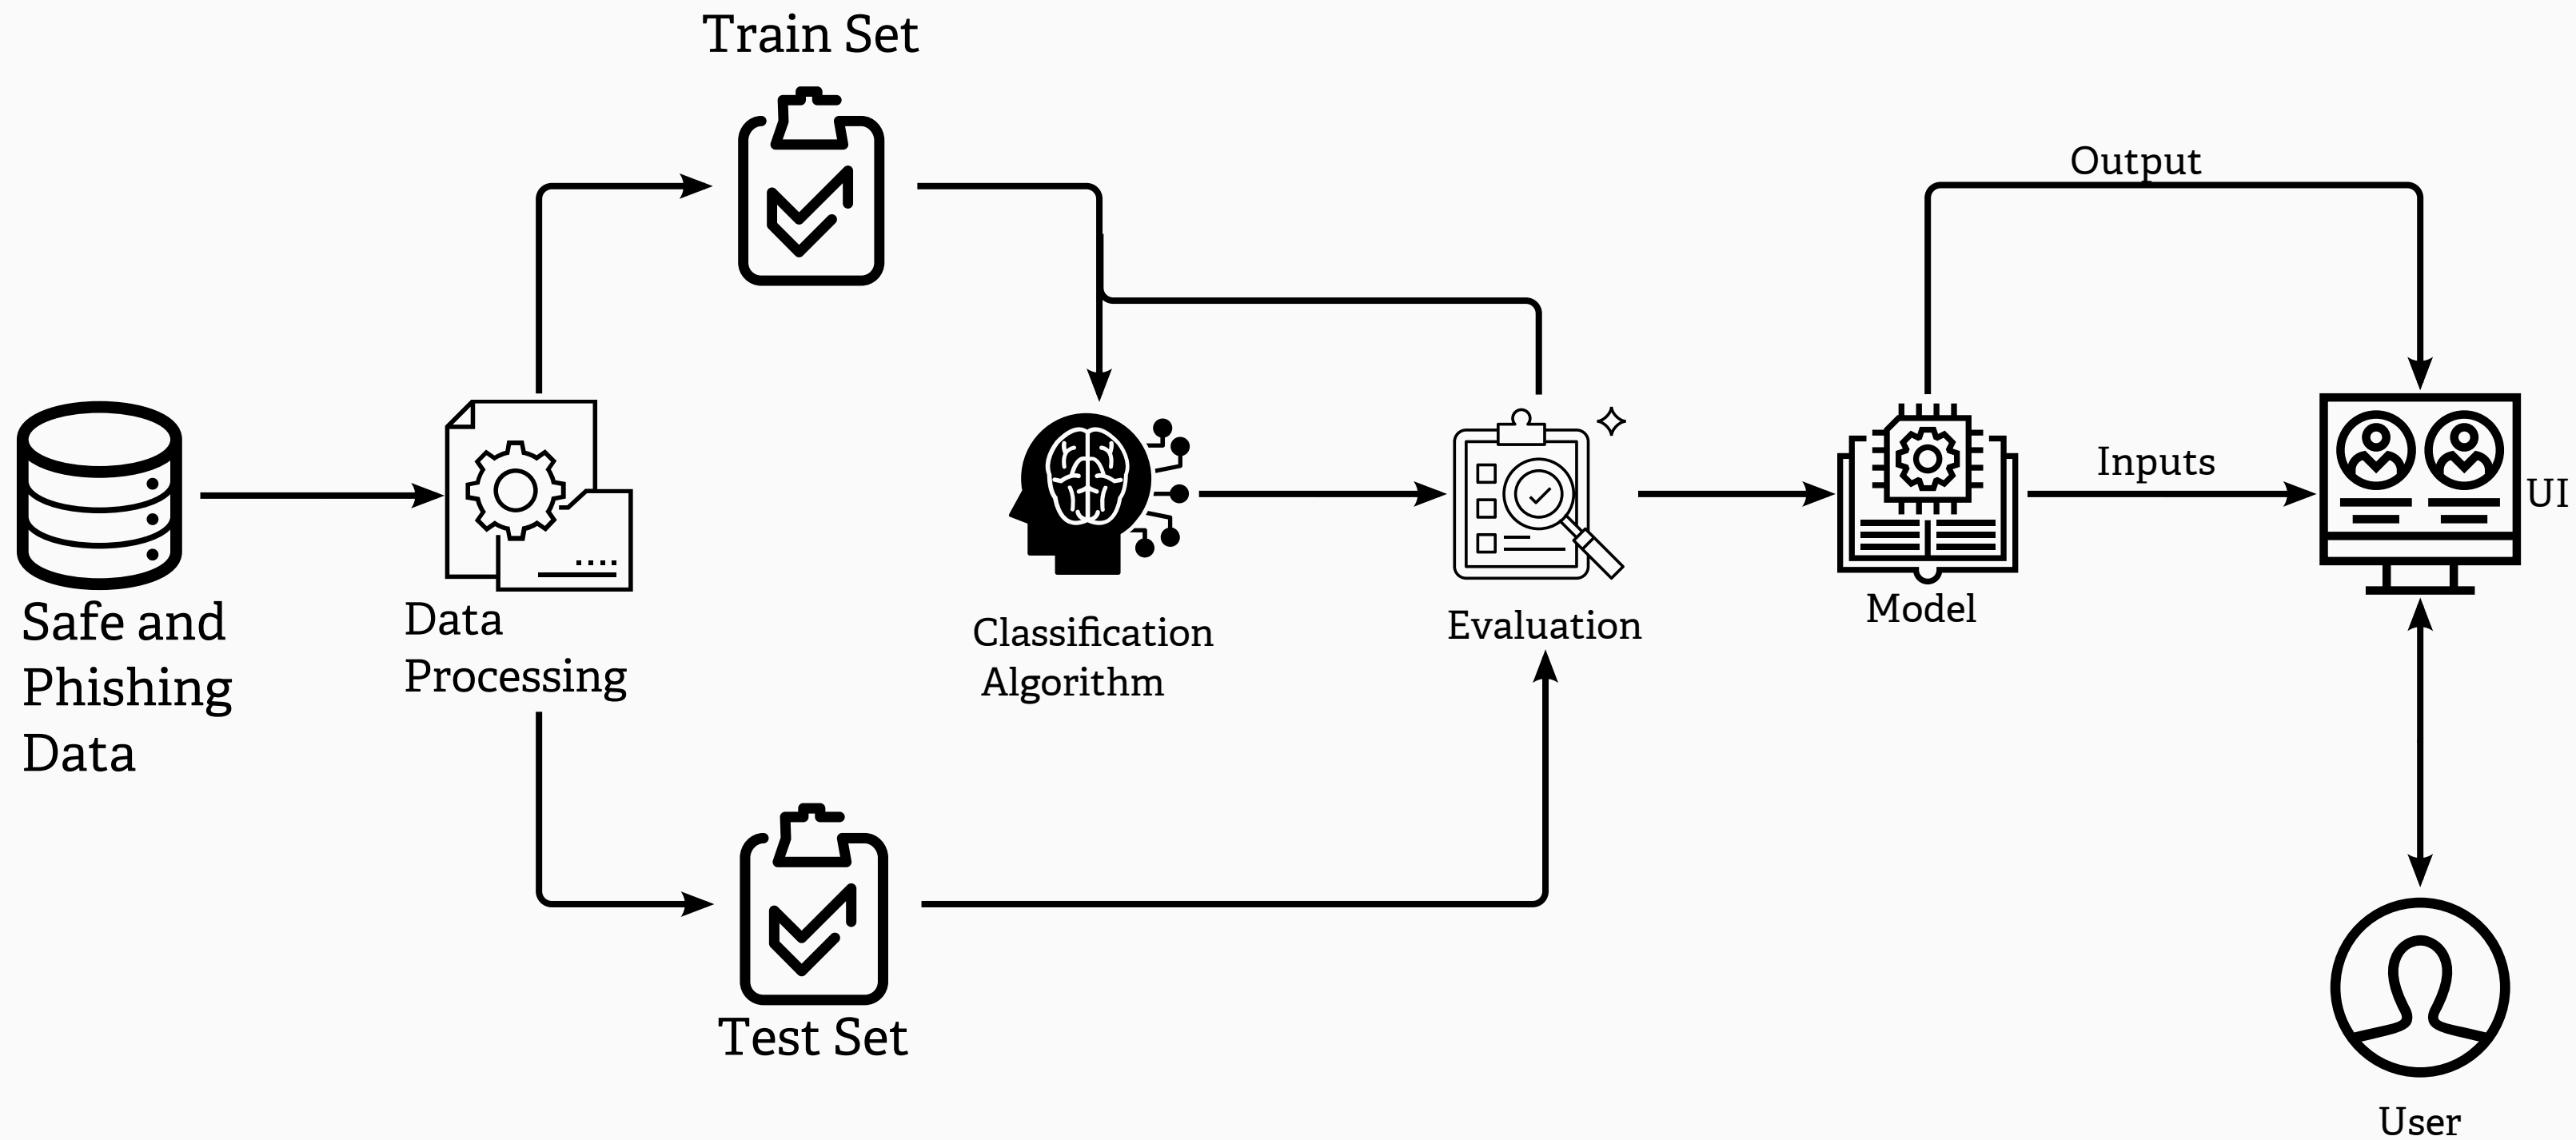 Train Set
Output
Inputs
UI
Safe and
Phishing
Data
Data
Processing
Classification
Algorithm
Evaluation
Model
Test Set
User